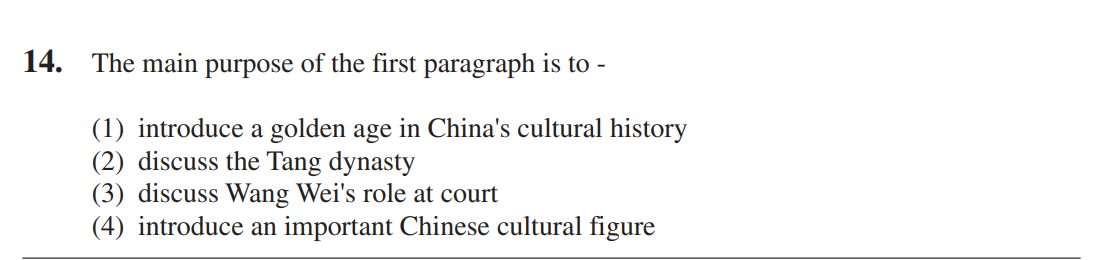 14. The main purpose of the first paragraph is to -
(1) introduce a golden age in China's cultural history
(2) discuss the Tang dynasty
(3) discuss Wang Wei's role at court
(4) introduce an important Chinese cultural figure